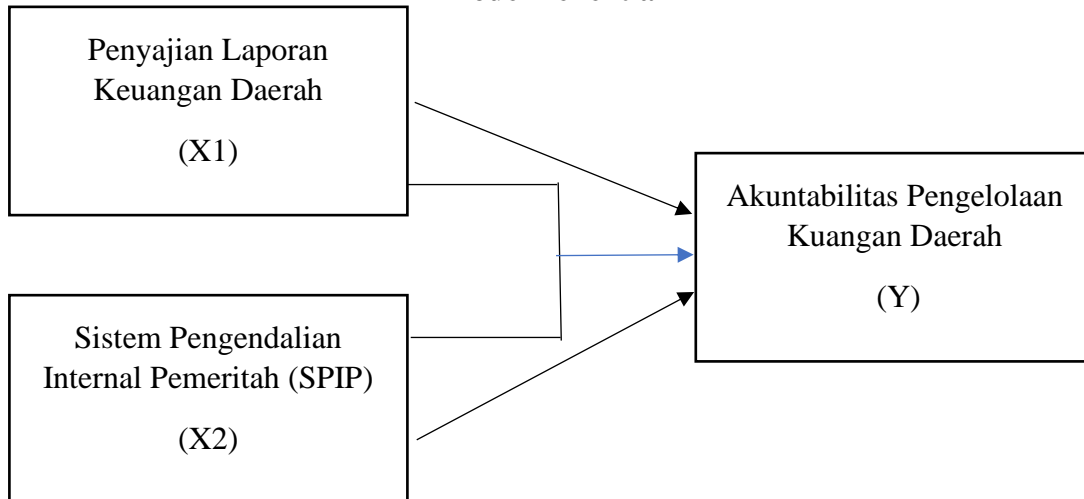 Penyajian Laporan
Keuangan Daerah
(X1)
Sistem Pengendalian
Internal Pemeritah (SPIP)
(X2)
Akuntabilitas Pengelolaan
Kuangan Daerah
(Y)